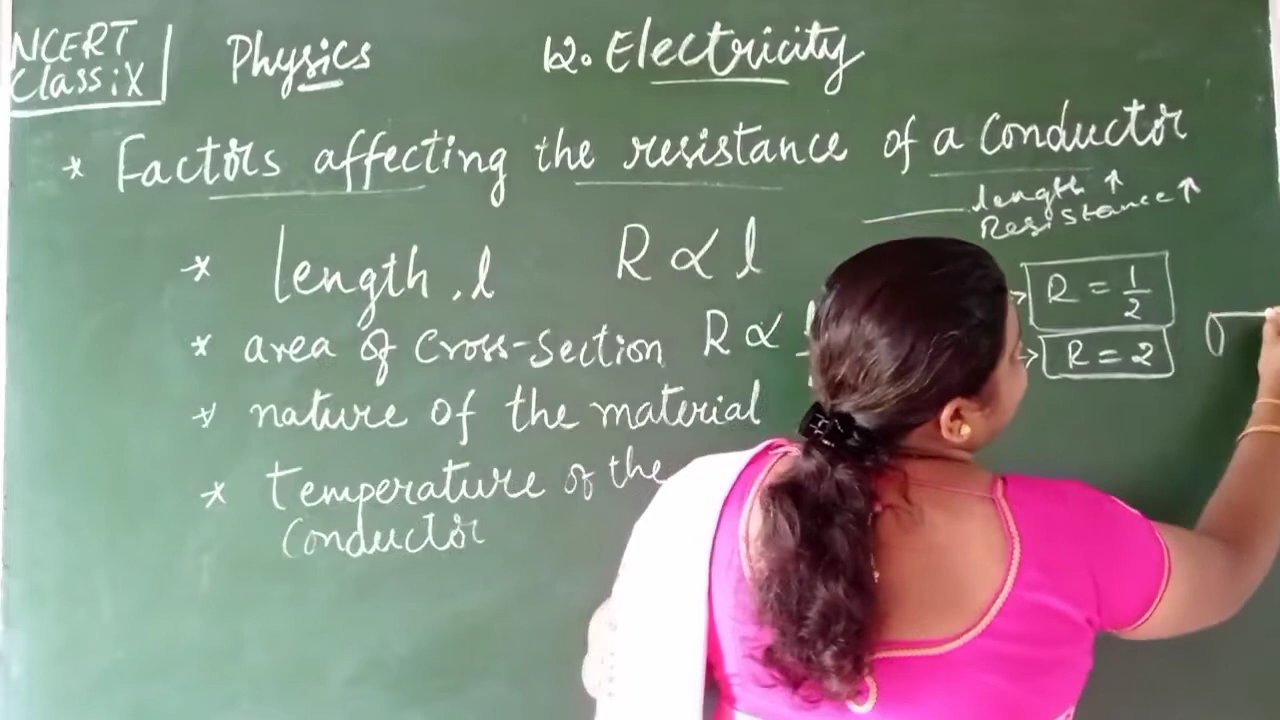 NCERT
Class iX
Physics
12. Electricity
* Factors affecting the resistance of a conductor
length ↑
Resistance ↑
* length, l R ∝ l
R = 1/2
* area of cross-section R ∝
R = 2
* nature of the material
* temperature of the
conductor